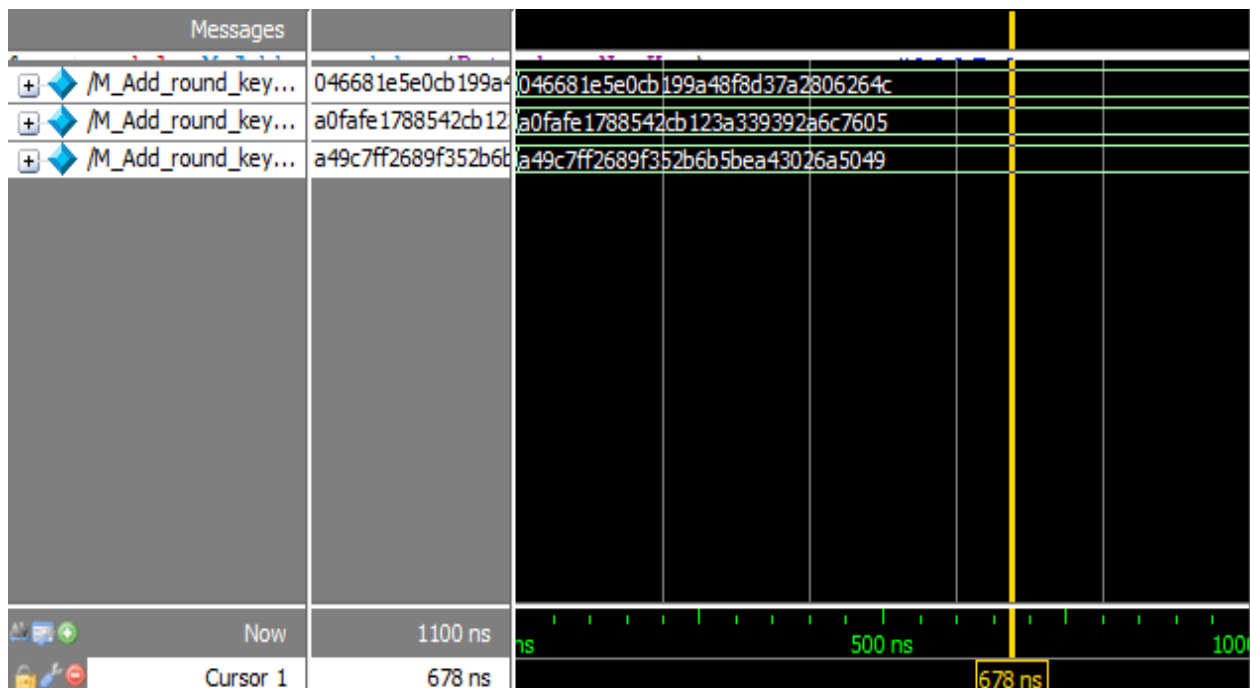 Messages
/M_Add_round_key... 046681e5e0cb199a4 046681e5e0cb199a48f8d37a2806264c
/M_Add_round_key... a0fafe1788542cb12 a0fafe1788542cb123a339392a6c7605
/M_Add_round_key... a49c7ff2689f352b6b a49c7ff2689f352b6b5bea43026a5049
Now 1100 ns ns 500 ns 1000
Cursor 1 678 ns 678 ns